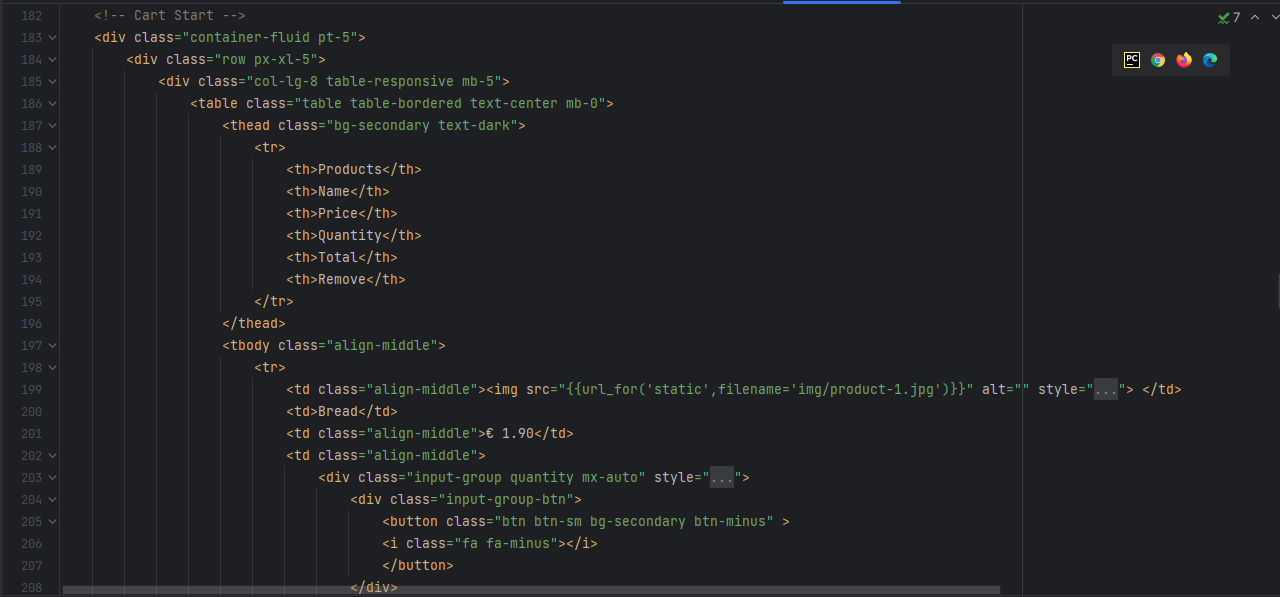 182 <!-- Cart Start -->
183 <div class="container-fluid pt-5">
184 <div class="row px-xl-5">
185 <div class="col-lg-8 table-responsive mb-5">
186 <table class="table table-bordered text-center mb-0">
187 <thead class="bg-secondary text-dark">
188 <tr>
189 <th>Products</th>
190 <th>Name</th>
191 <th>Price</th>
192 <th>Quantity</th>
193 <th>Total</th>
194 <th>Remove</th>
195 </tr>
196 </thead>
197 <tbody class="align-middle">
198 <tr>
199 <td class="align-middle"><img src="{{url_for('static',filename='img/product-1.jpg')}}" alt="" style="..."> </td>
200 <td>Bread</td>
201 <td class="align-middle">€ 1.90</td>
202 <td class="align-middle">
203 <div class="input-group quantity mx-auto" style="...">
204 <div class="input-group-btn">
205 <button class="btn btn-sm bg-secondary btn-minus" >
206 <i class="fa fa-minus"></i>
207 </button>
208 </div>
7
PC